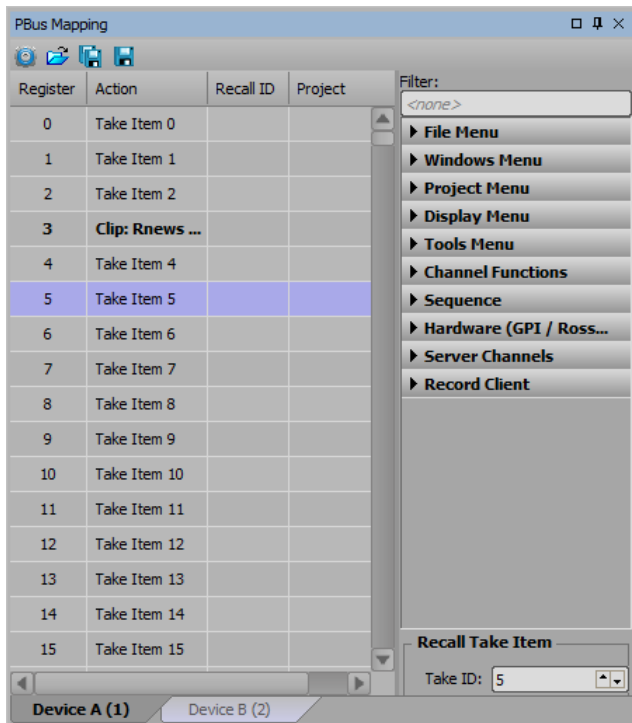 PBus Mapping
Register Action Recall ID Project
0 Take Item 0
1 Take Item 1
2 Take Item 2
3 Clip: Rnews ...
4 Take Item 4
5 Take Item 5
6 Take Item 6
7 Take Item 7
8 Take Item 8
9 Take Item 9
10 Take Item 10
11 Take Item 11
12 Take Item 12
13 Take Item 13
14 Take Item 14
15 Take Item 15
Filter:
<none>
File Menu
Windows Menu
Project Menu
Display Menu
Tools Menu
Channel Functions
Sequence
Hardware (GPI / Ross...
Server Channels
Record Client
Recall Take Item
Take ID: 5
Device A (1) Device B (2)